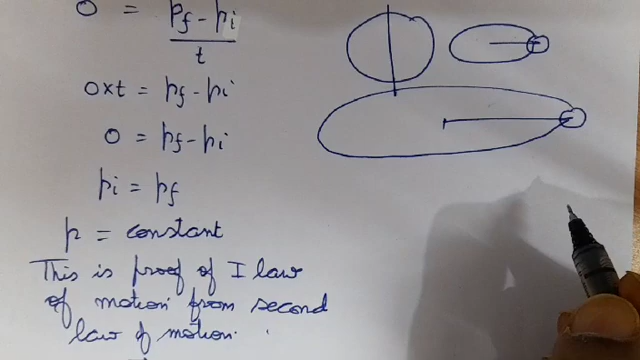 0 = pf - pi / t
0×t = pf - pi
0 = pf - pi
pi = pf
p = constant
This is proof of I law
of motion from second
law of motion.